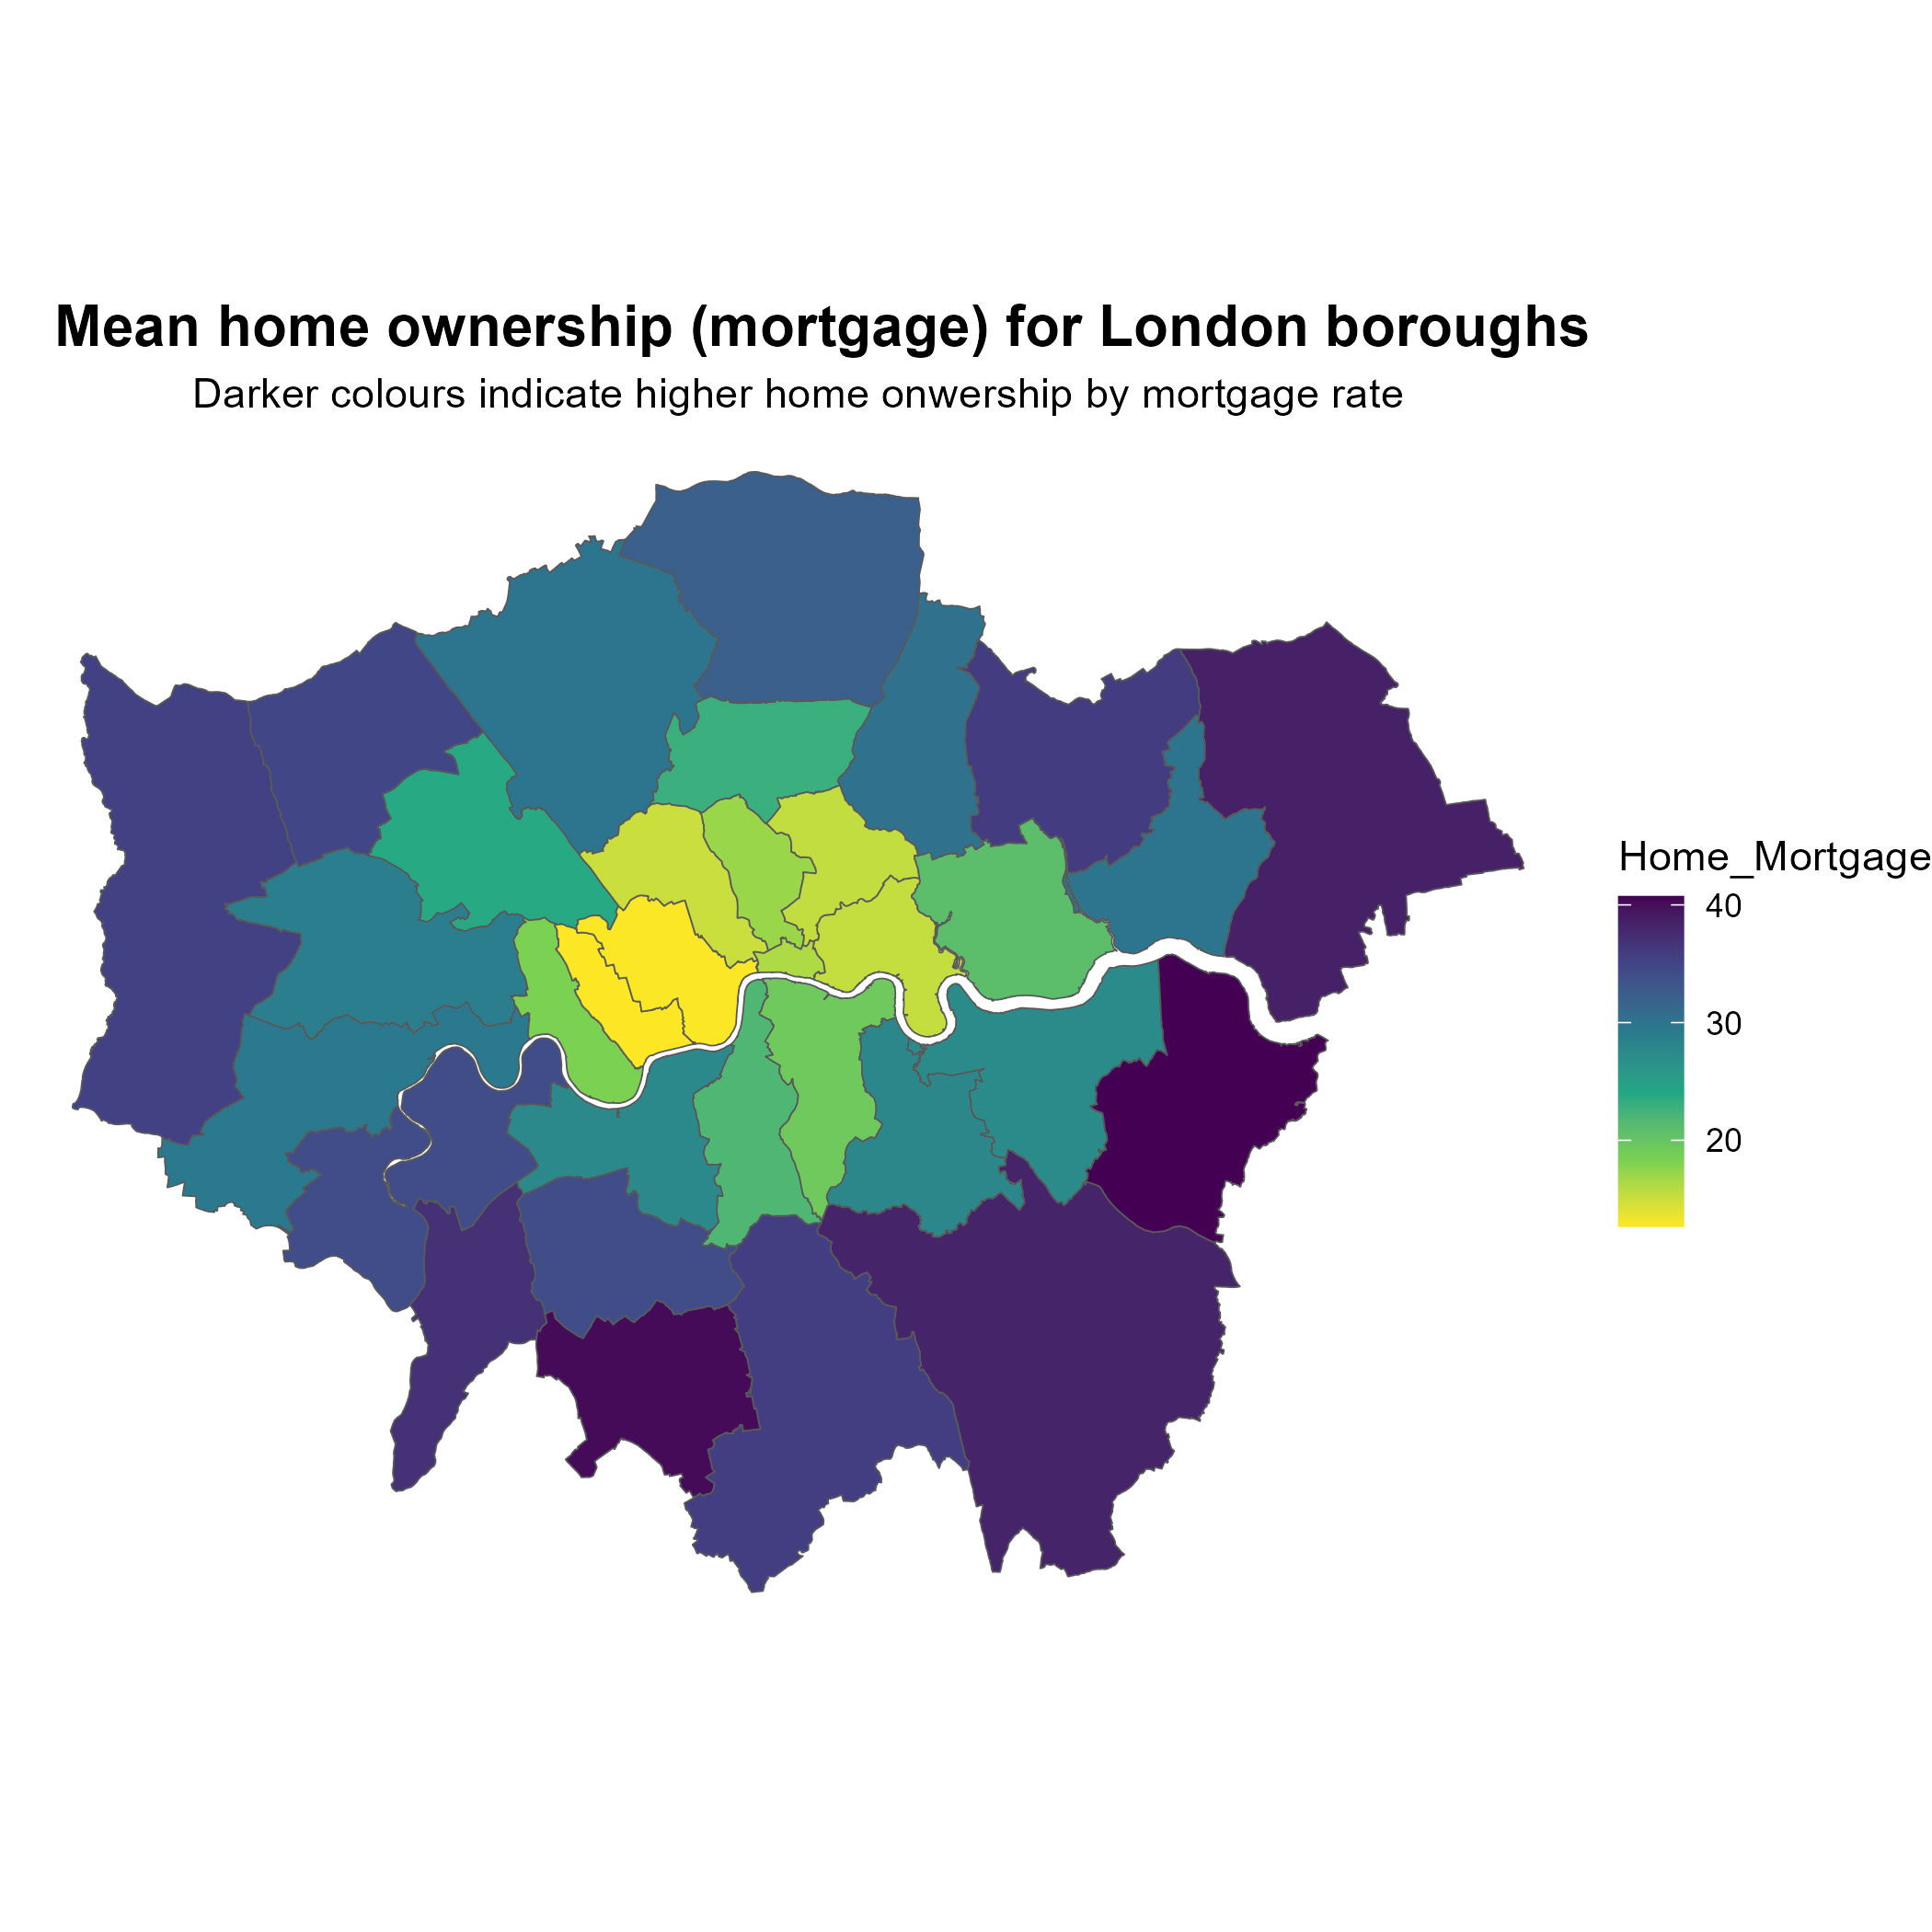 Mean home ownership (mortgage) for London boroughs
Darker colours indicate higher home onwership by mortgage rate
Home_Mortgage
40
30
20